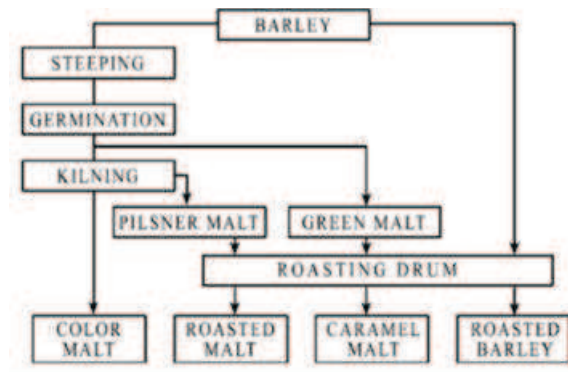 BARLEY
STEEPING
GERMINATION
KILNING
PILSNER MALT
GREEN MALT
ROASTING DRUM
COLOR
MALT
ROASTED
MALT
CARAMEL
MALT
ROASTED
BARLEY